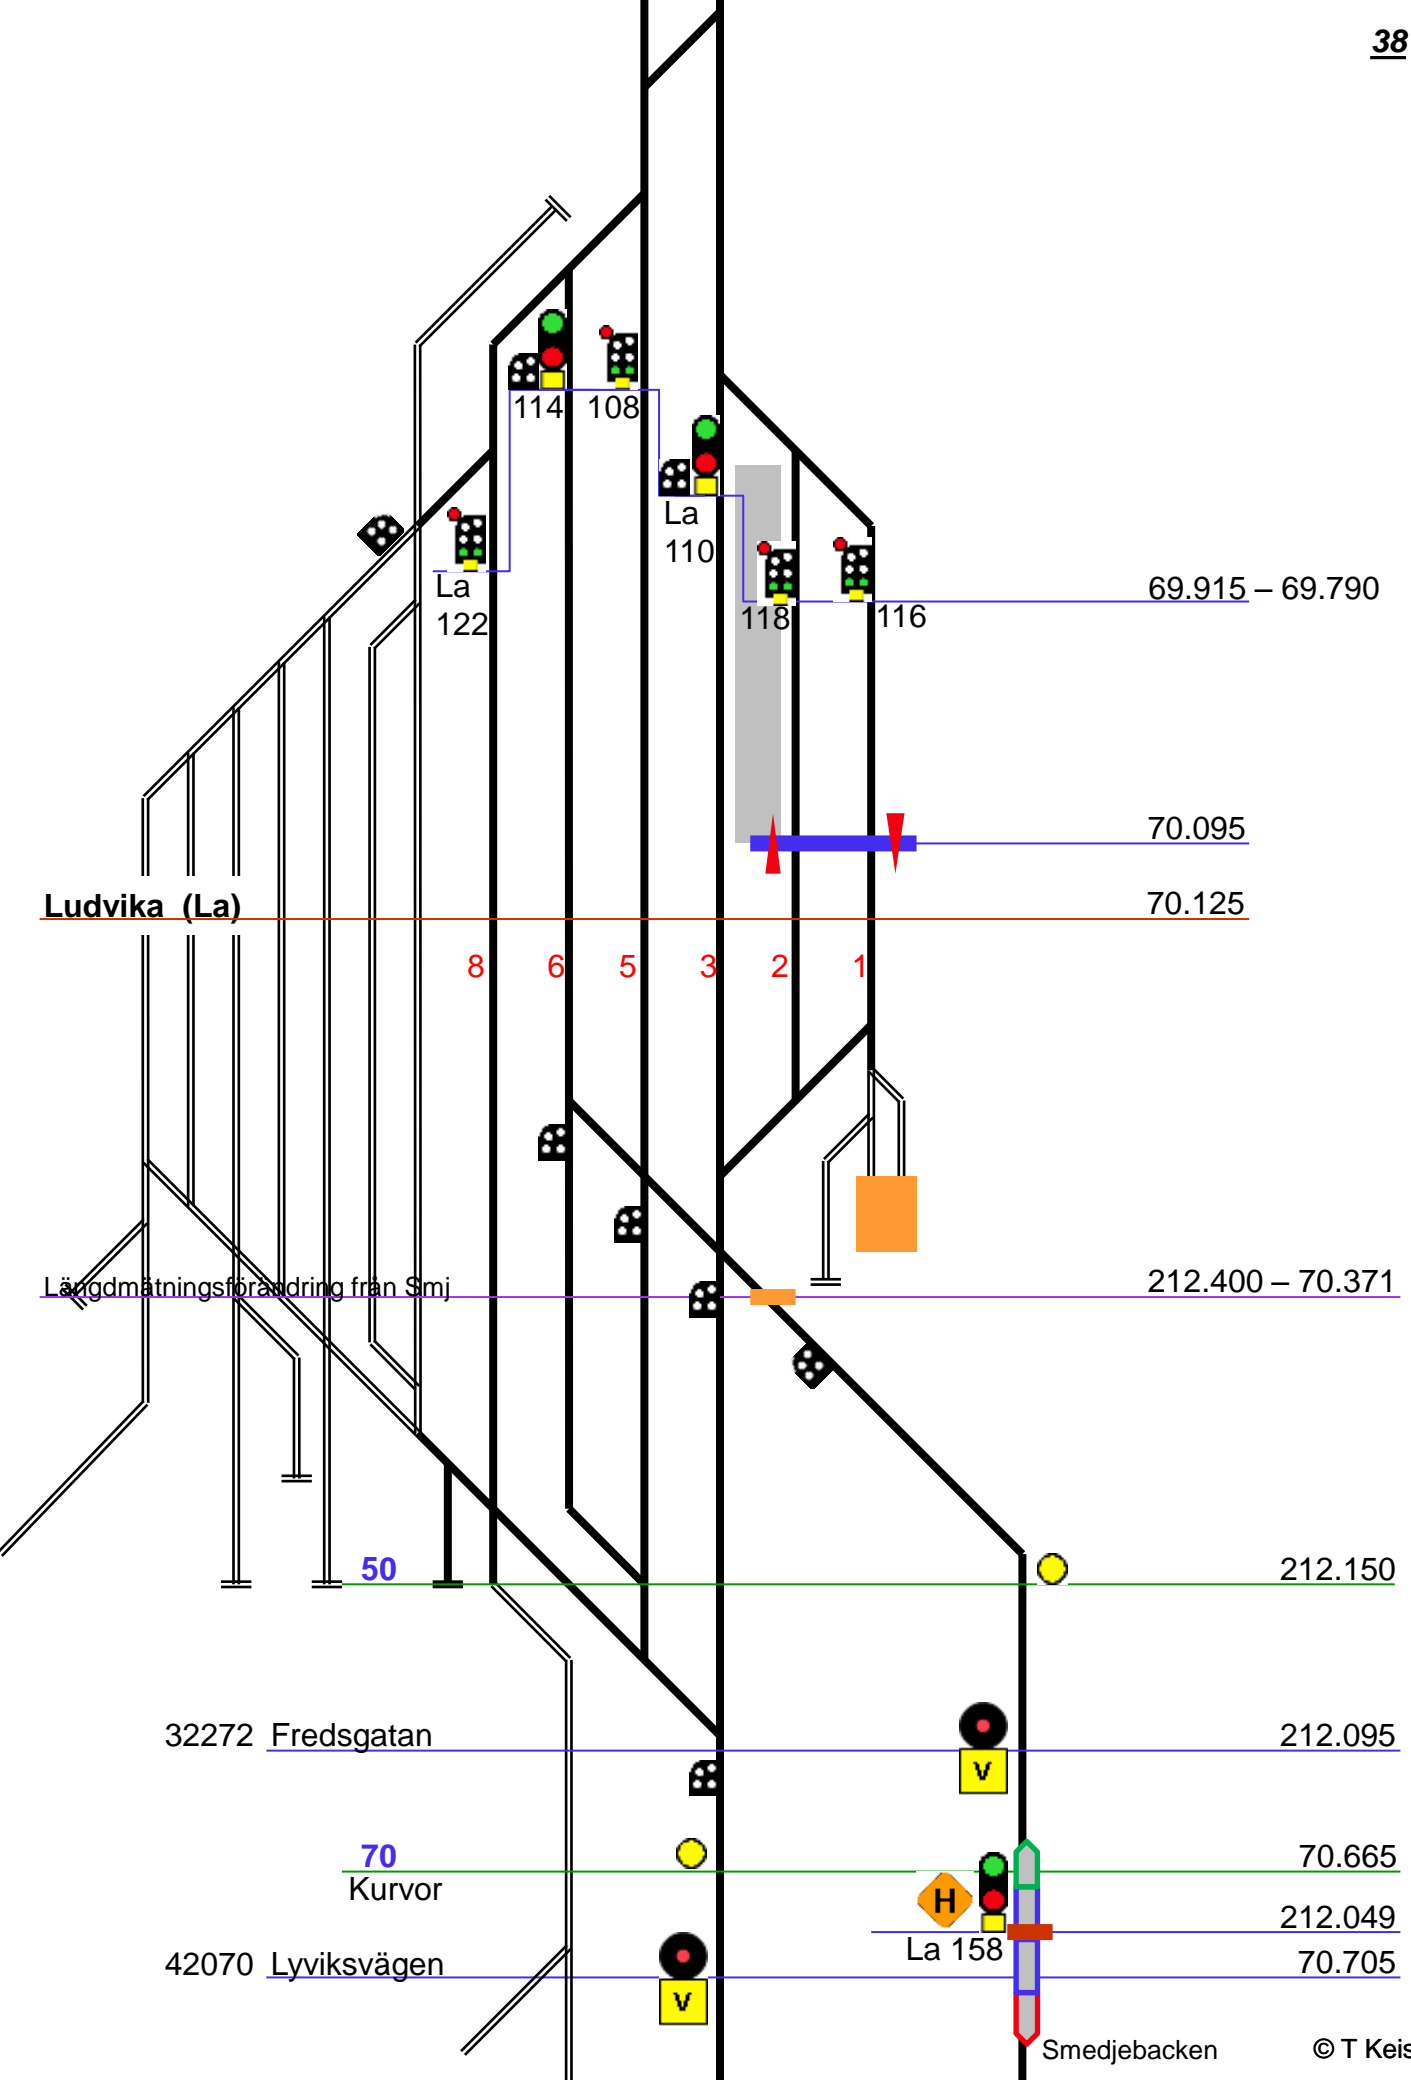 38
114 108
La
110
La
122
118 116
69.915 – 69.790
70.095
Ludvika (La) 70.125
8 6 5 3 2 1
Längdmätningsförändring från Smj 212.400 – 70.371
50 212.150
32272 Fredsgatan 212.095
V
70 70.665
Kurvor
H
La 158 212.049
42070 Lyviksvägen 70.705
V
Smedjebacken © T Keis